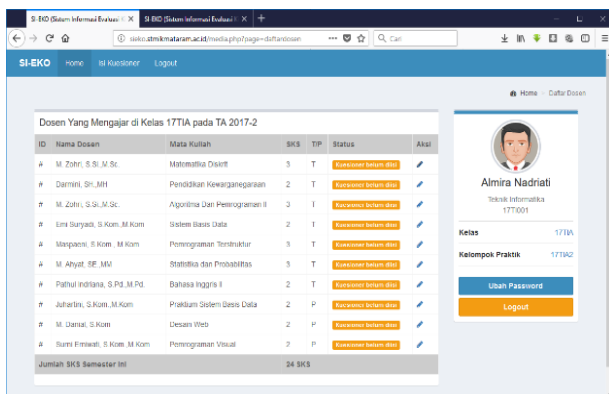 SI-EKO (Sistem Informasi Evaluasi K
SI-EKO (Sistem Informasi Evaluasi K
sieko.stmikmataram.ac.id/media.php?page=daftardosen
Cari
SI-EKO Home Isi Kuesioner Logout
Home Daftar Dosen
Dosen Yang Mengajar di Kelas 17TIA pada TA 2017-2
ID Nama Dosen Mata Kuliah SKS T/P Status Aksi
# M. Zohri, S.Si.,M.Sc. Matematika Diskrit 3 T Kuesioner belum diisi
# Darmini, SH.,MH Pendidikan Kewarganegaraan 2 T Kuesioner belum diisi
# M. Zohri, S.Si.,M.Sc. Algoritma Dan Pemrograman II 3 T Kuesioner belum diisi
# Erni Suryadi, S.Kom.,M.Kom Sistem Basis Data 2 T Kuesioner belum diisi
# Maspaeni, S.Kom., M.Kom Pemrograman Terstruktur 3 T Kuesioner belum diisi
# M. Ahyat, SE.,MM Statistika dan Probabilitas 3 T Kuesioner belum diisi
# Pathul Indriana, S.Pd.,M.Pd. Bahasa Inggris II 2 T Kuesioner belum diisi
# Juhartini, S.Kom.,M.Kom Praktium Sistem Basis Data 2 P Kuesioner belum diisi
# M. Danial, S.Kom Desain Web 2 P Kuesioner belum diisi
# Surni Erniwati, S.Kom.,M.Kom Pemrograman Visual 2 P Kuesioner belum diisi
Jumlah SKS Semester Ini 24 SKS
Almira Nadriati
Teknik Informatika
17TI001
Kelas 17TIA
Kelompok Praktik 17TIA2
Ubah Password
Logout